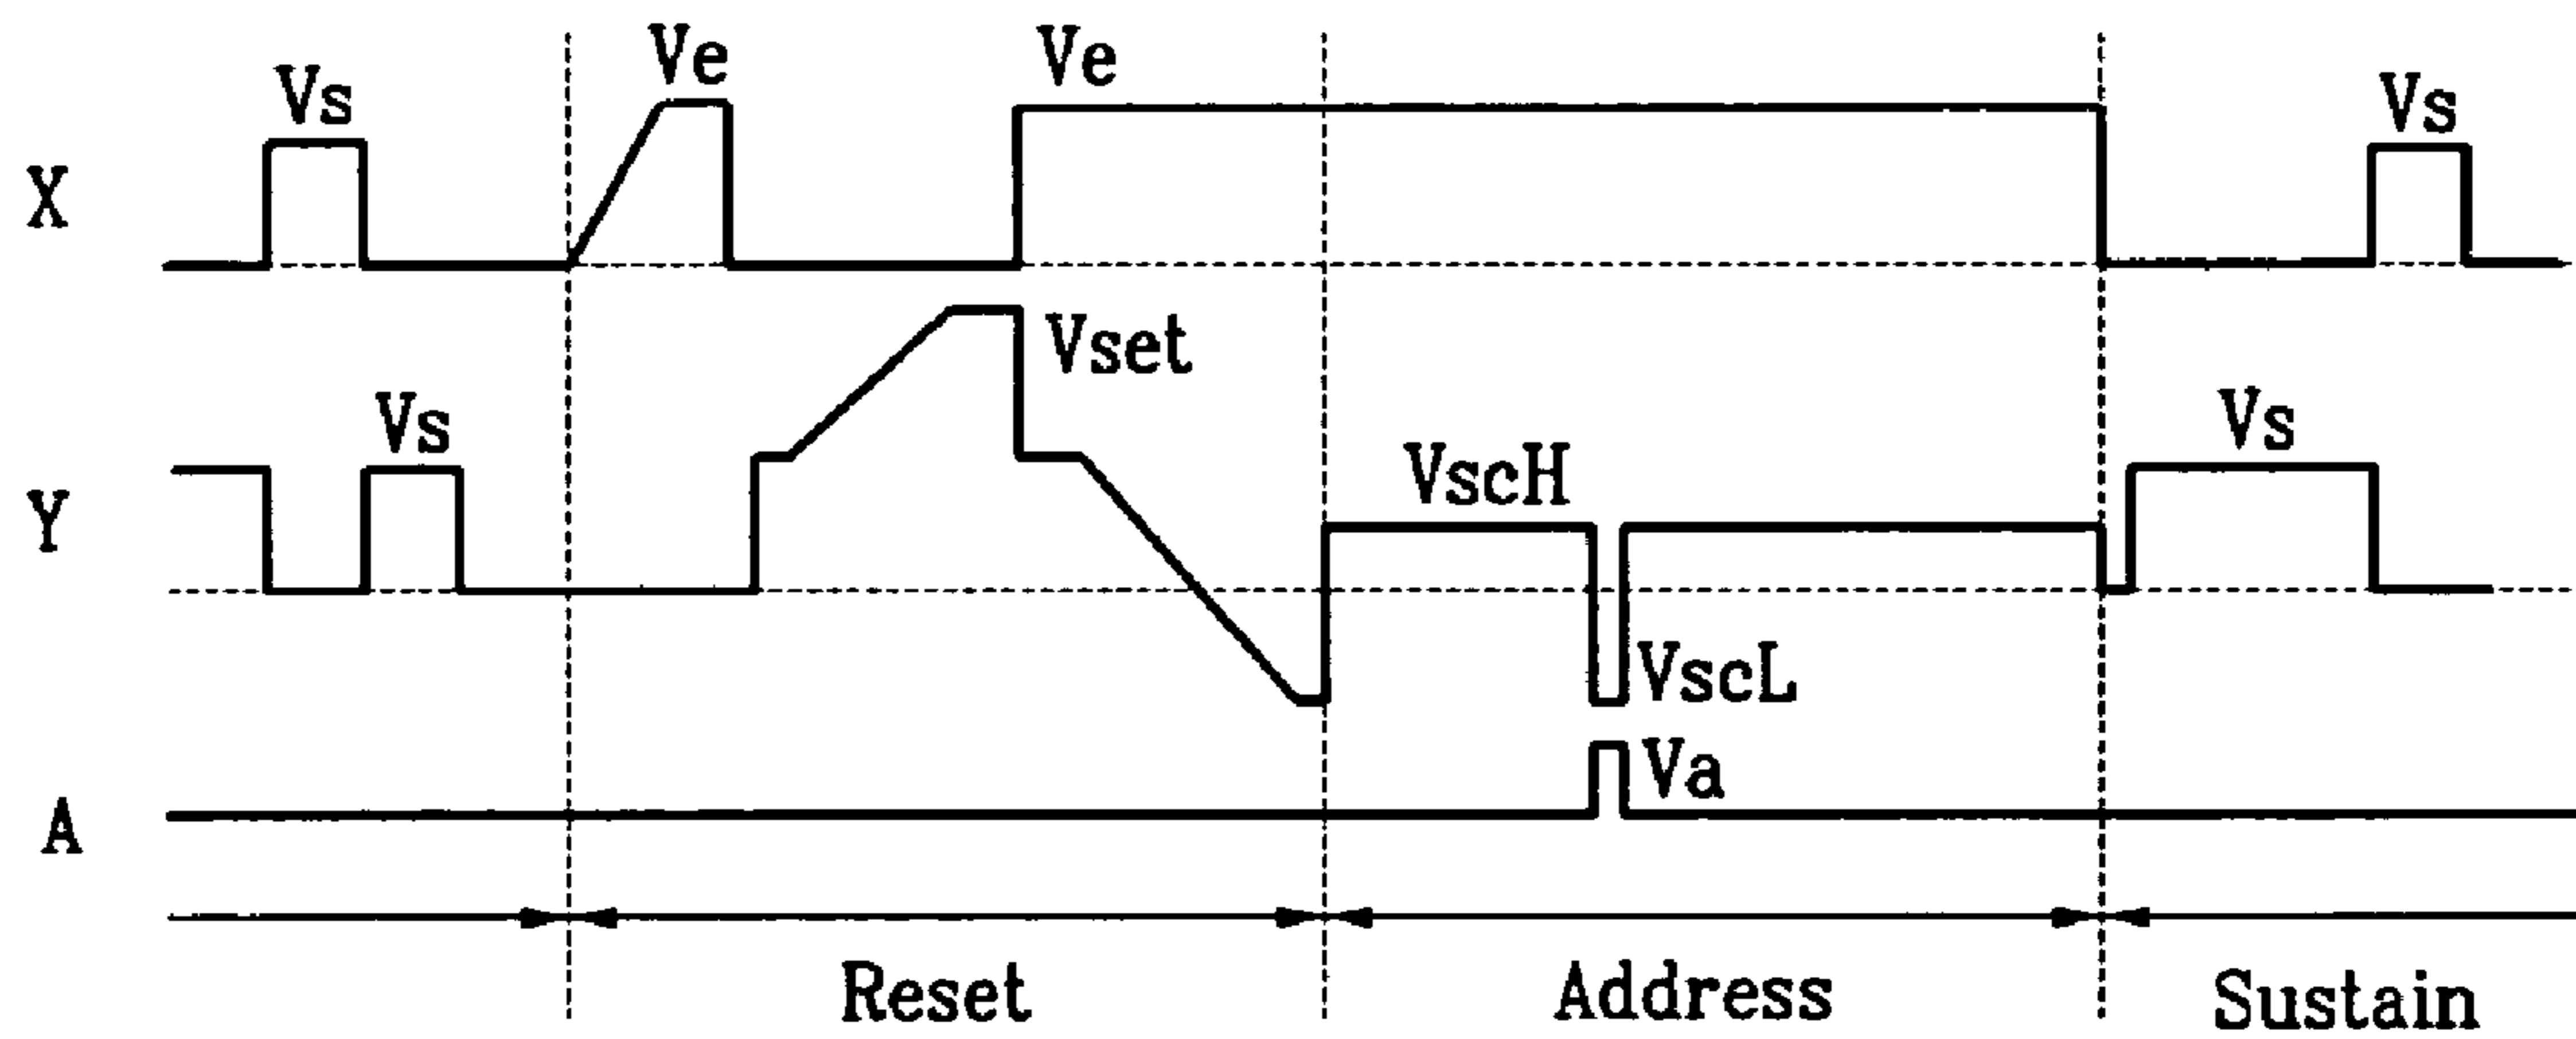 Ve Ve
Vs Vs
X
Vset
Vs Vs
VscH
Y
VscL
Va
A
Reset Address Sustain